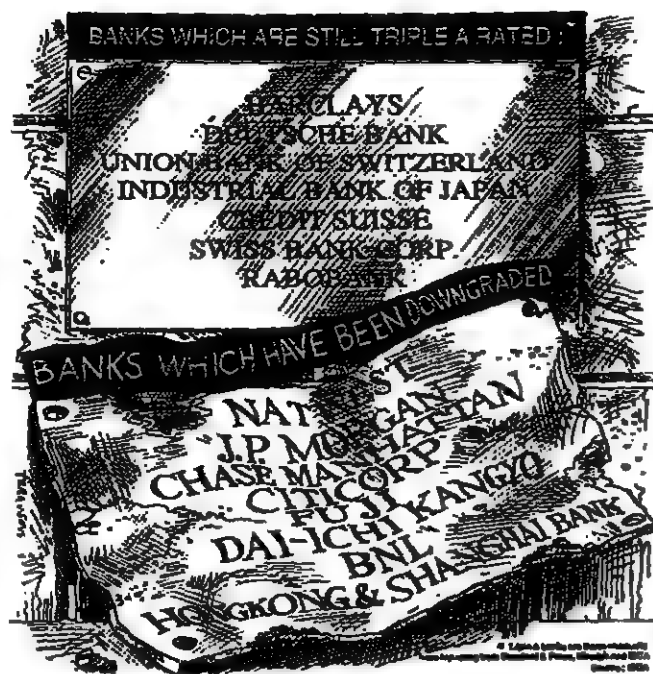 BANKS WHICH ARE STILL TRIPLE A RATED :
BARCLAYS
DEUTSCHE BANK
UNION BANK OF SWITZERLAND
INDUSTRIAL BANK OF JAPAN
CREDIT SUISSE
SWISS BANK CORP.
RABOBANK
BANKS WHICH HAVE BEEN DOWNGRADED
NATWEST
J.P. MORGAN
CHASE MANHATTAN
CITICORP
FUJI
DAI-ICHI KANGYO
BNL
HONGKONG & SHANGHAI BANK